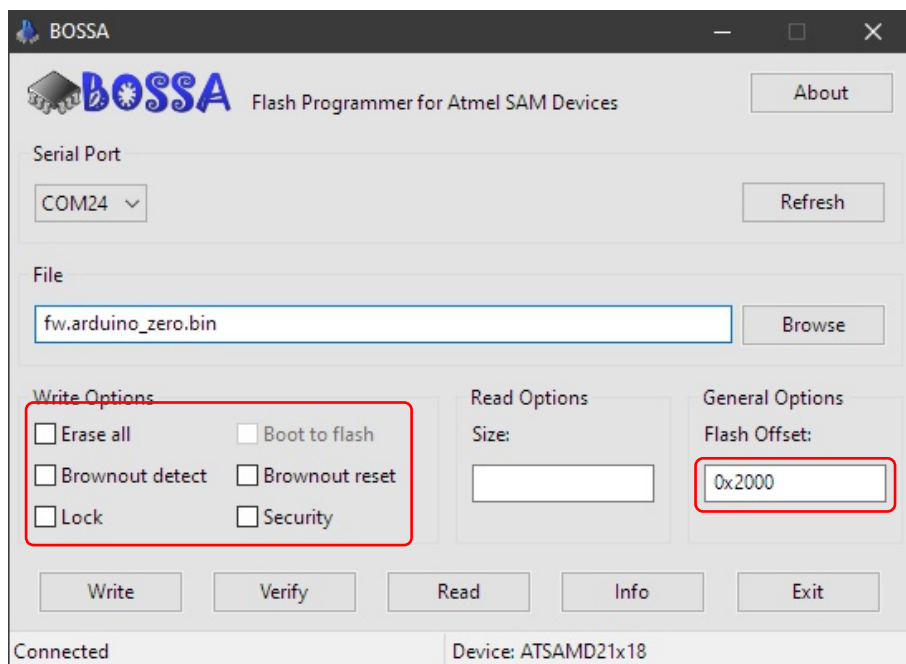 BOSSA
BOSSA Flash Programmer for Atmel SAM Devices About
Serial Port
COM24 Refresh
File
fw.arduino_zero.bin Browse
Write Options Read Options General Options
Erase all Boot to flash Size: Flash Offset:
Brownout detect Brownout reset 0x2000
Lock Security
Write Verify Read Info Exit
Connected Device: ATSAMD21x18